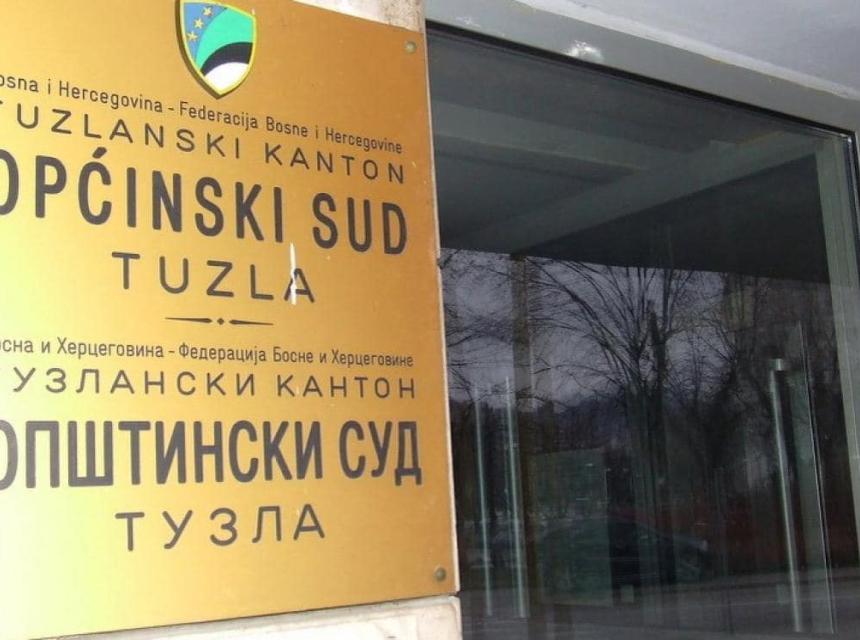 osna i Hercegovina - Federacija Bosne i Hercegovine
TUZLANSKI KANTON
OPĆINSKI SUD
TUZLA
осна и Херцеговина - Федерација Босне и Херцеговине
УЗЛАНСКИ КАНТОН
ОПШТИНСКИ СУД
ТУЗЛА